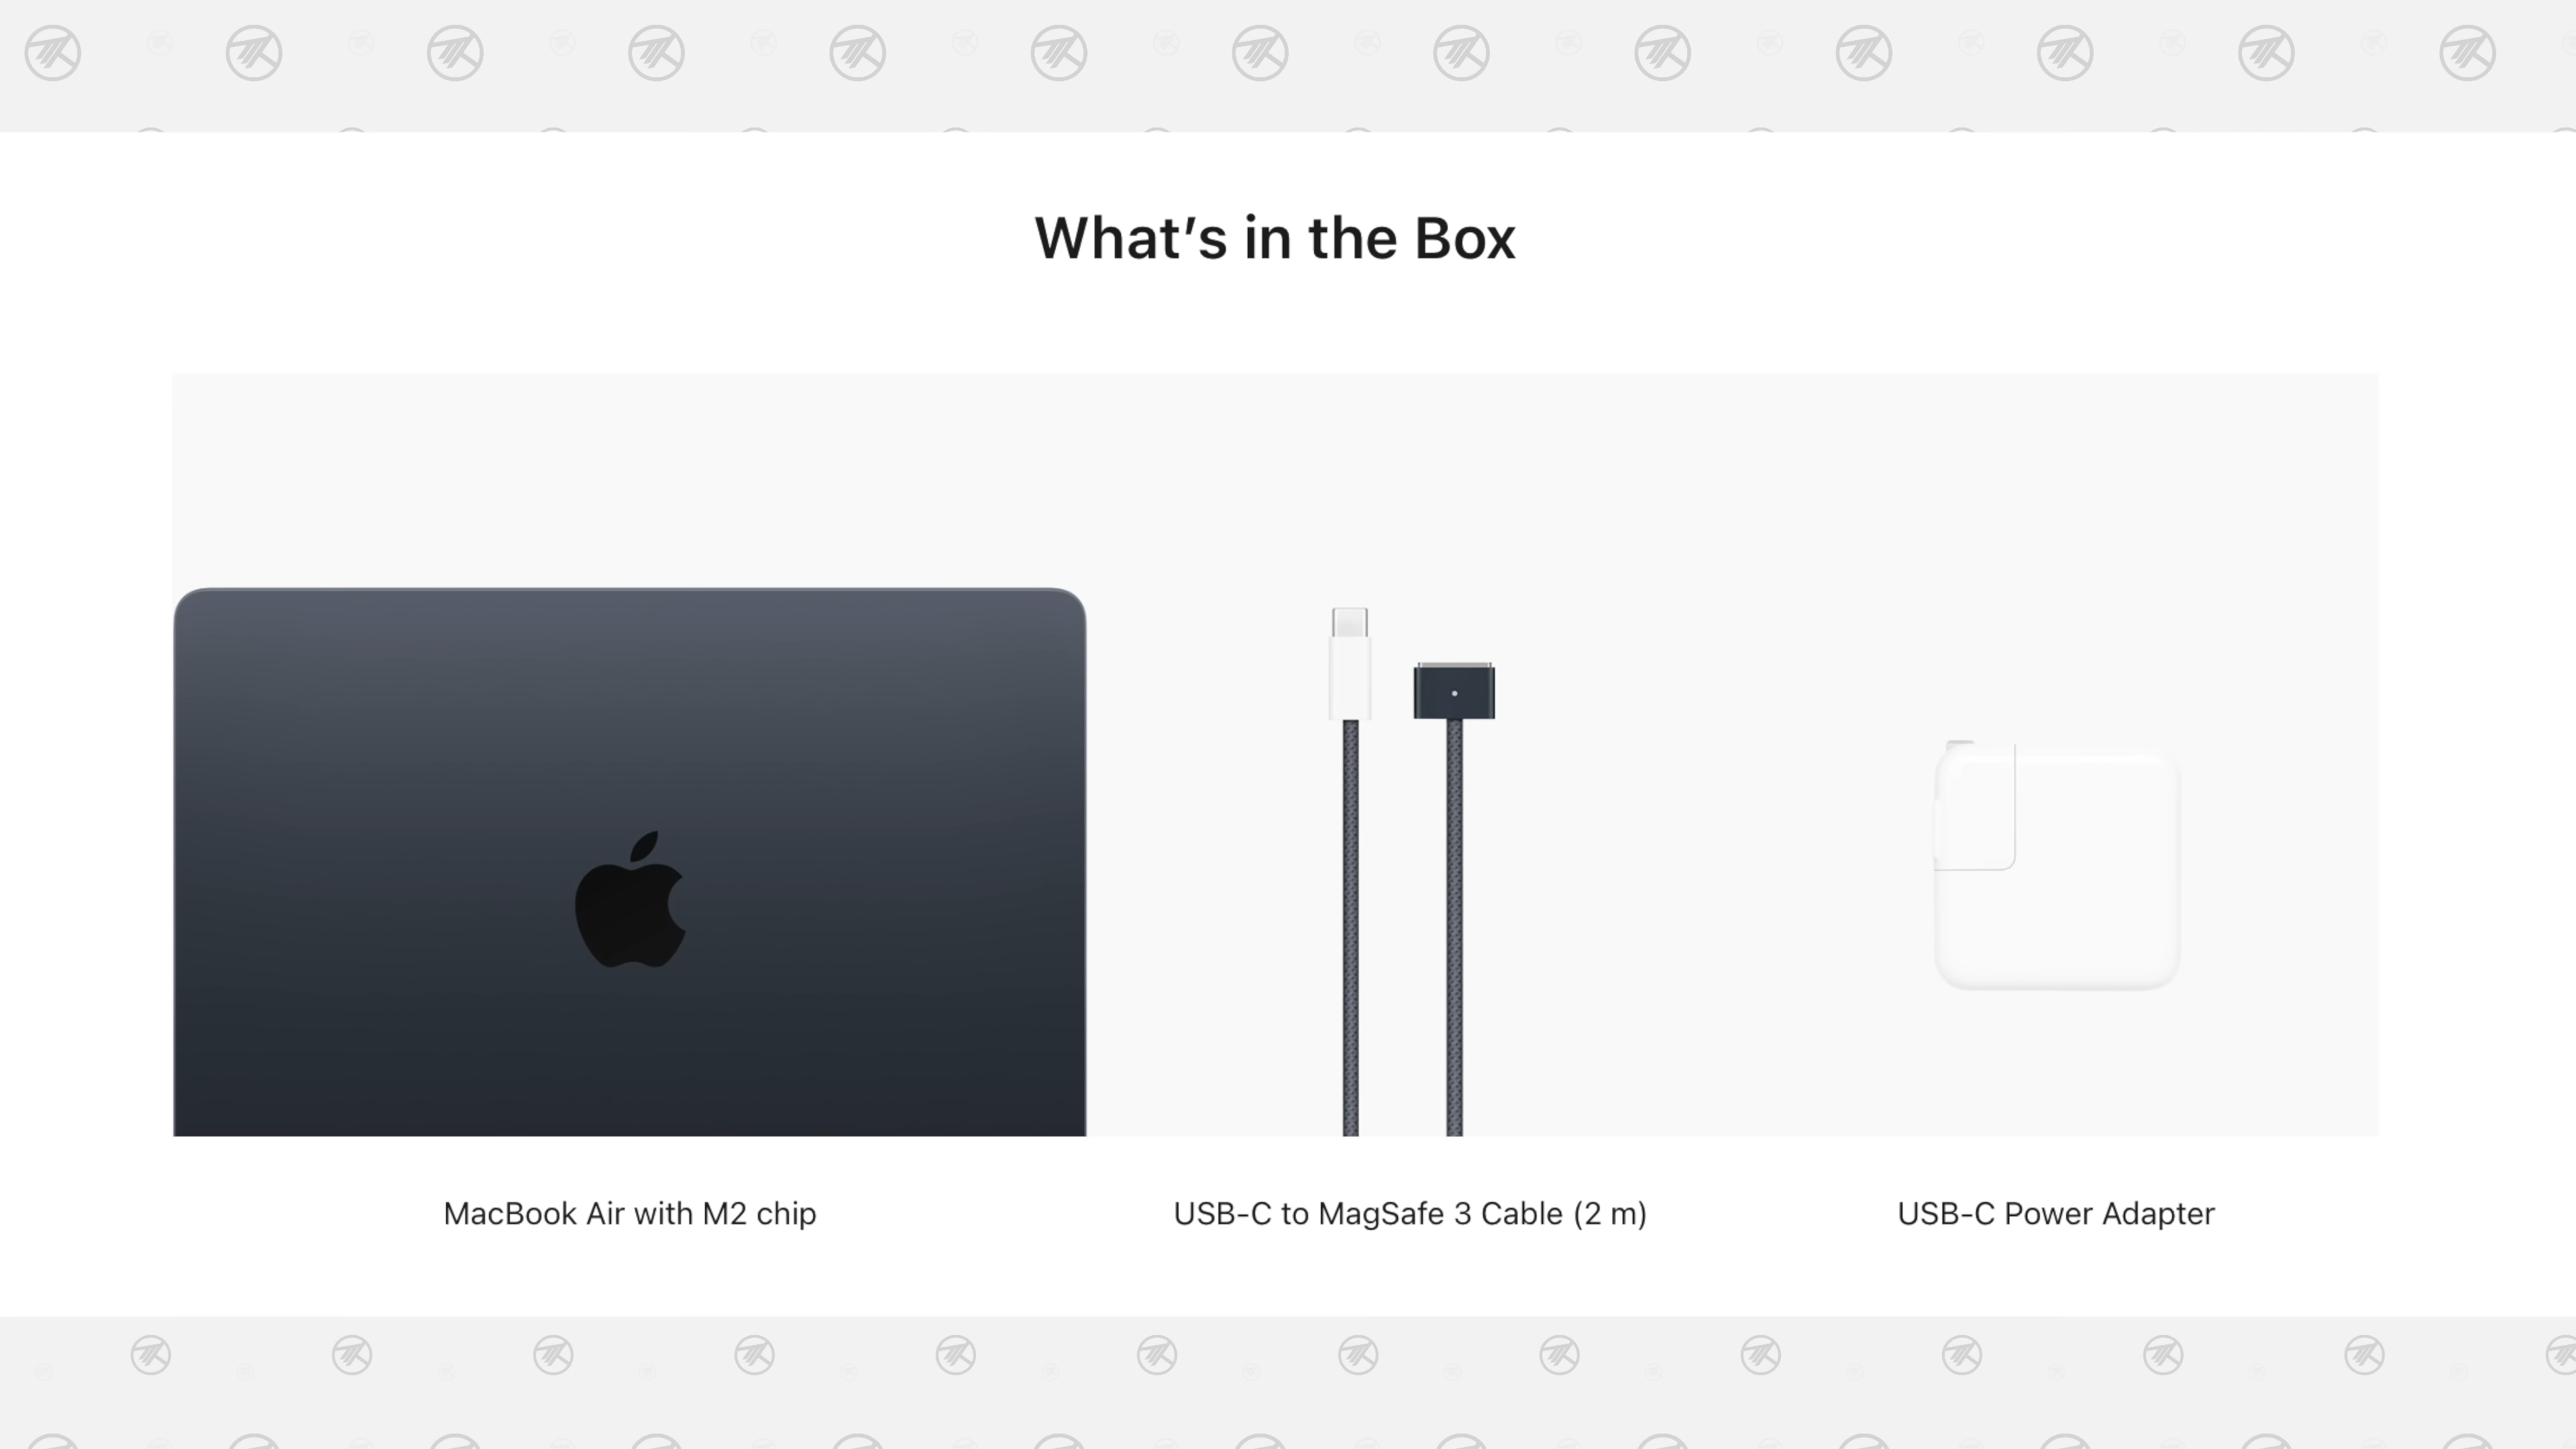 What’s in the Box
MacBook Air with M2 chip
USB-C to MagSafe 3 Cable (2 m)
USB-C Power Adapter